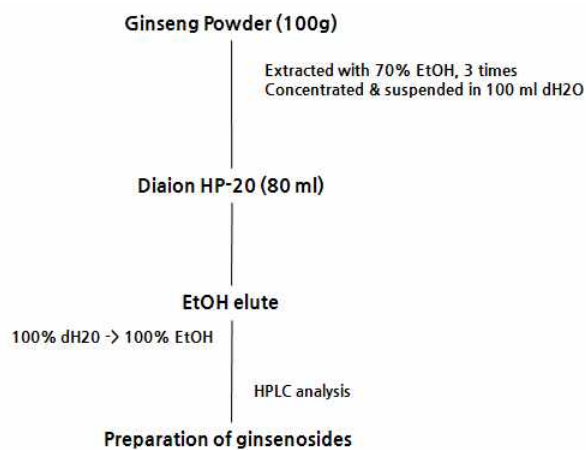 Ginseng Powder (100g)
Extracted with 70% EtOH, 3 times
Concentrated & suspended in 100 ml dH2O
Diaion HP-20 (80 ml)
EtOH elute
100% dH20 -> 100% EtOH
HPLC analysis
Preparation of ginsenosides